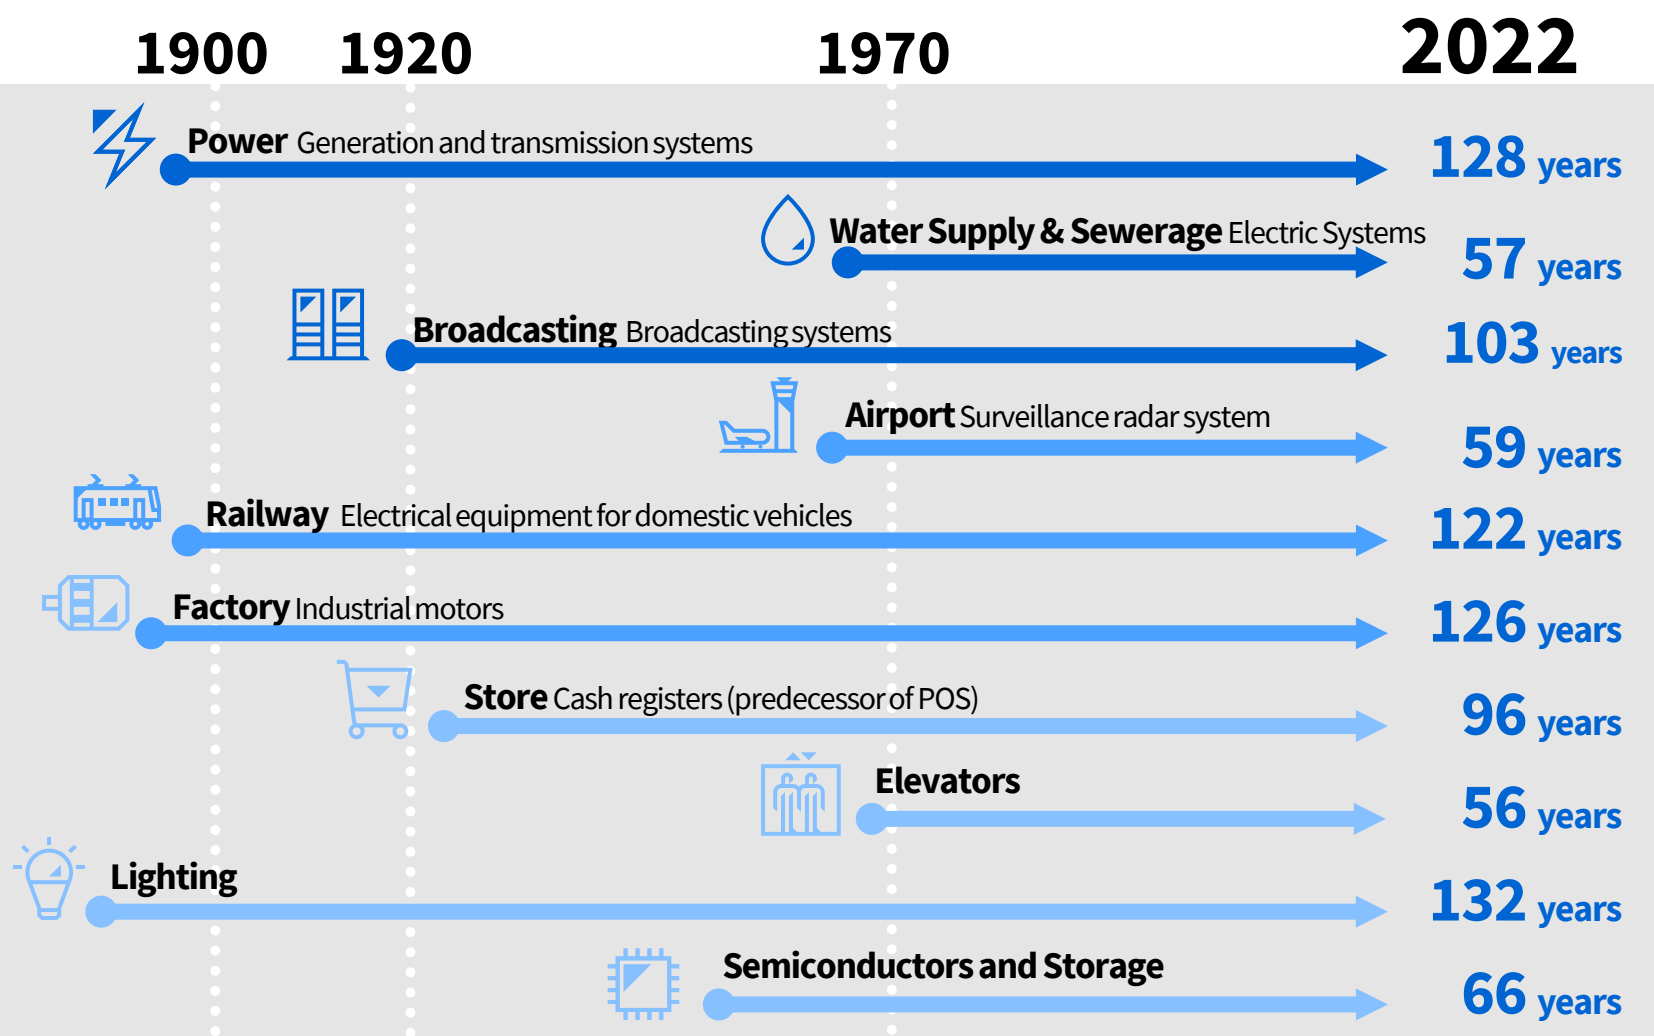 1900 1920 1970 2022
Power Generation and transmission systems
128 years
Water Supply & Sewerage Electric Systems
57 years
Broadcasting Broadcasting systems
103 years
Airport Surveillance radar system
59 years
Railway Electrical equipment for domestic vehicles
122 years
Factory Industrial motors
126 years
Store Cash registers (predecessor of POS)
96 years
Elevators
56 years
Lighting
132 years
Semiconductors and Storage
66 years